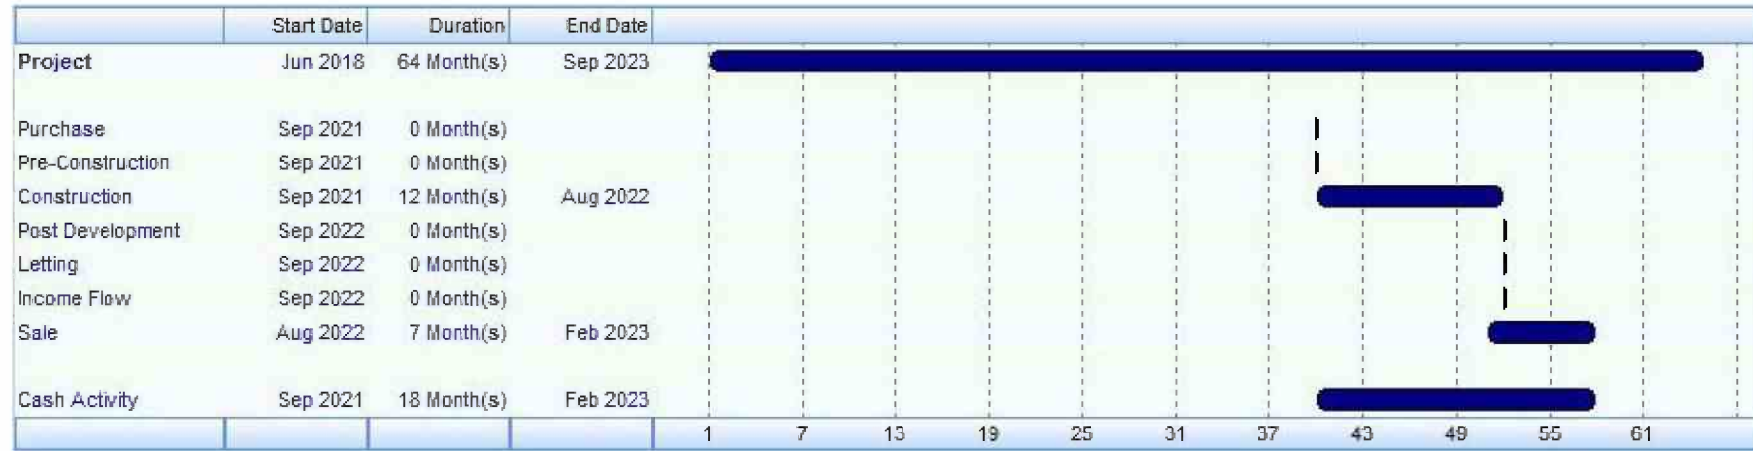 Start Date Duration End Date
Project Jun 2018 64 Month(s) Sep 2023
Purchase Sep 2021 0 Month(s)
Pre-Construction Sep 2021 0 Month(s)
Construction Sep 2021 12 Month(s) Aug 2022
Post Development Sep 2022 0 Month(s)
Letting Sep 2022 0 Month(s)
Income Flow Sep 2022 0 Month(s)
Sale Aug 2022 7 Month(s) Feb 2023
Cash Activity Sep 2021 18 Month(s) Feb 2023
1 7 13 19 25 31 37 43 49 55 61